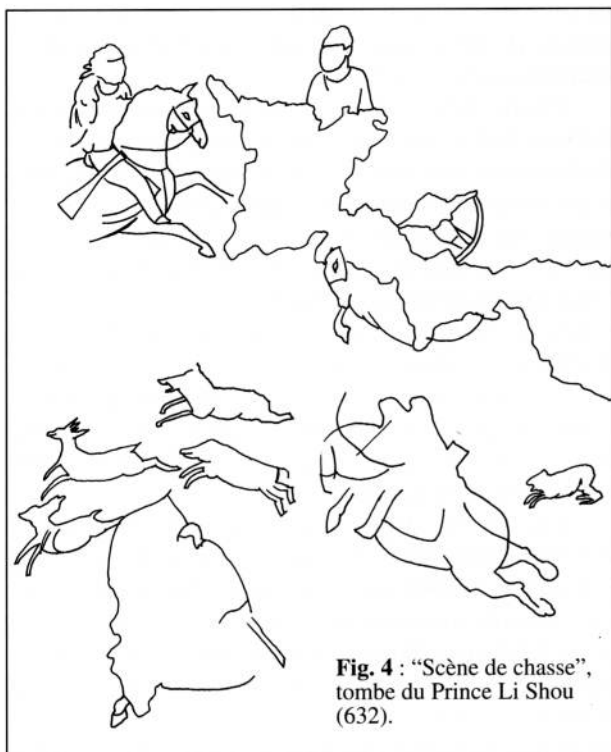 Fig. 4 : “Scène de chasse”,
tombe du Prince Li Shou
(632).